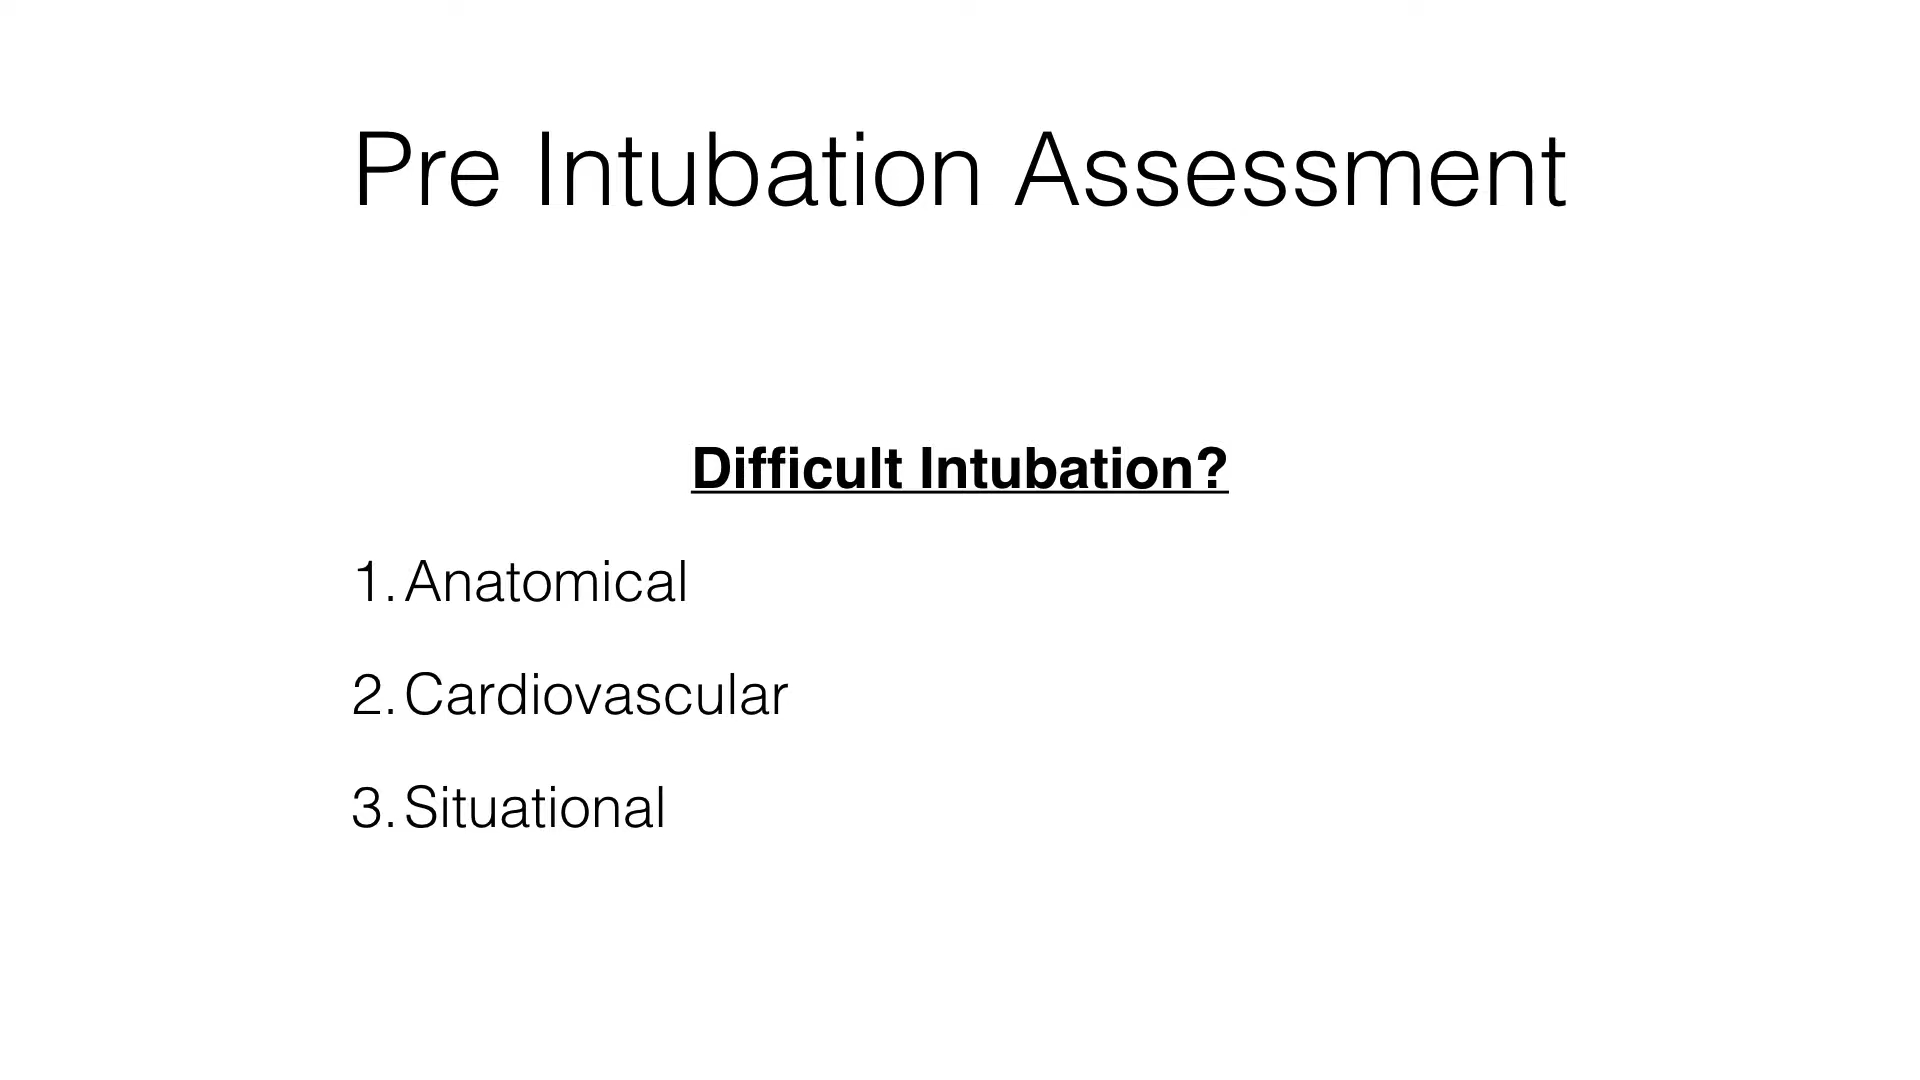 Pre Intubation Assessment
Difficult Intubation?
1. Anatomical
2. Cardiovascular
3. Situational